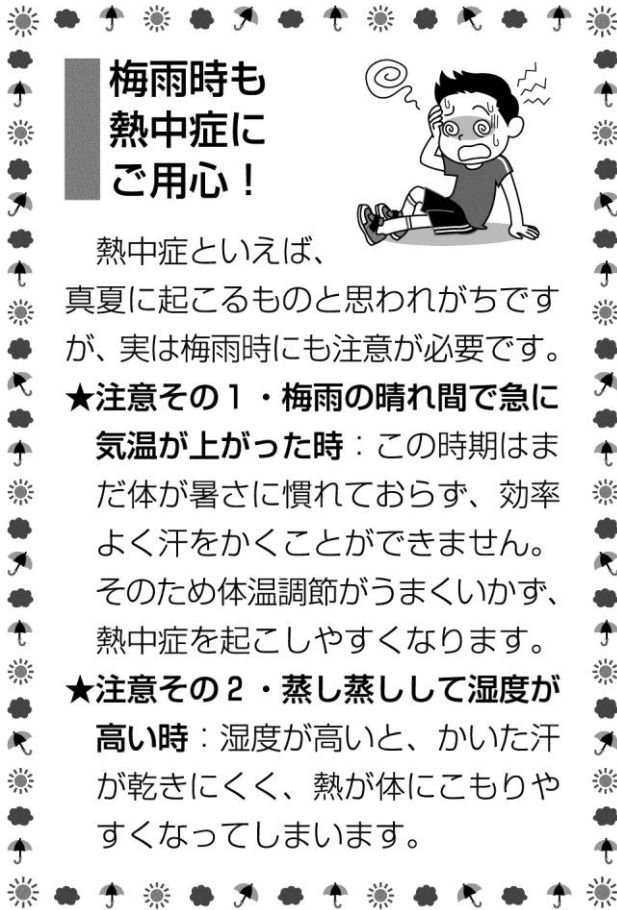 梅雨時も
熱中症に
ご用心！
熱中症といえば、
真夏に起こるものと思われがちです
が、実は梅雨時にも注意が必要です。
★注意その1・梅雨の晴れ間で急に
気温が上がった時：この時期はま
だ体が暑さに慣れておらず、効率
よく汗をかくことができません。
そのため体温調節がうまくいかず、
熱中症を起こしやすくなります。
★注意その2・蒸し蒸しして湿度が
高い時：湿度が高いと、かいた汗
が乾きにくく、熱が体にこもりや
すくなってしまいます。